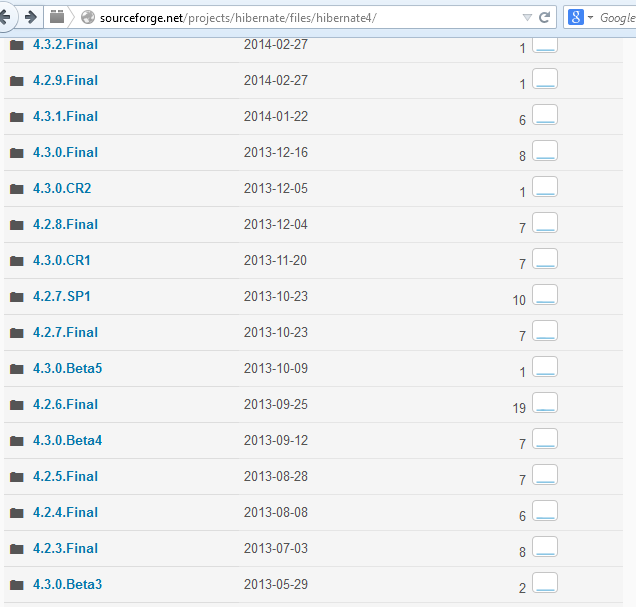 sourceforge.net/projects/hibernate/files/hibernate4/
8
Google
4.3.2.Final 2014-02-27 1
4.2.9.Final 2014-02-27 1
4.3.1.Final 2014-01-22 6
4.3.0.Final 2013-12-16 8
4.3.0.CR2 2013-12-05 1
4.2.8.Final 2013-12-04 7
4.3.0.CR1 2013-11-20 7
4.2.7.SP1 2013-10-23 10
4.2.7.Final 2013-10-23 7
4.3.0.Beta5 2013-10-09 1
4.2.6.Final 2013-09-25 19
4.3.0.Beta4 2013-09-12 7
4.2.5.Final 2013-08-28 7
4.2.4.Final 2013-08-08 6
4.2.3.Final 2013-07-03 8
4.3.0.Beta3 2013-05-29 2